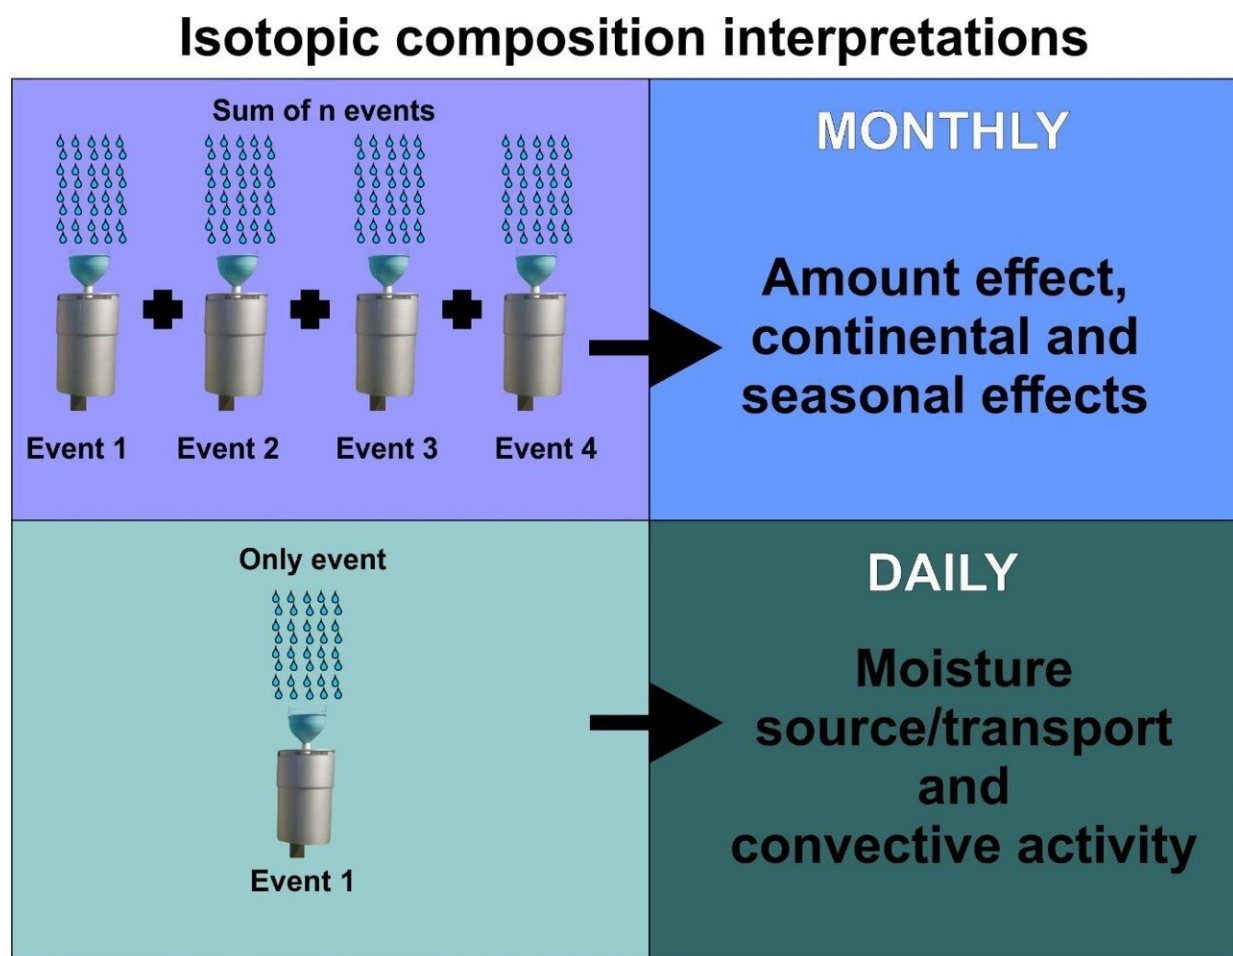 Isotopic composition interpretations
Sum of n events
Event 1
Event 2
Event 3
Event 4
MONTHLY
Amount effect,
continental and
seasonal effects
Only event
Event 1
DAILY
Moisture
source/transport
and
convective activity